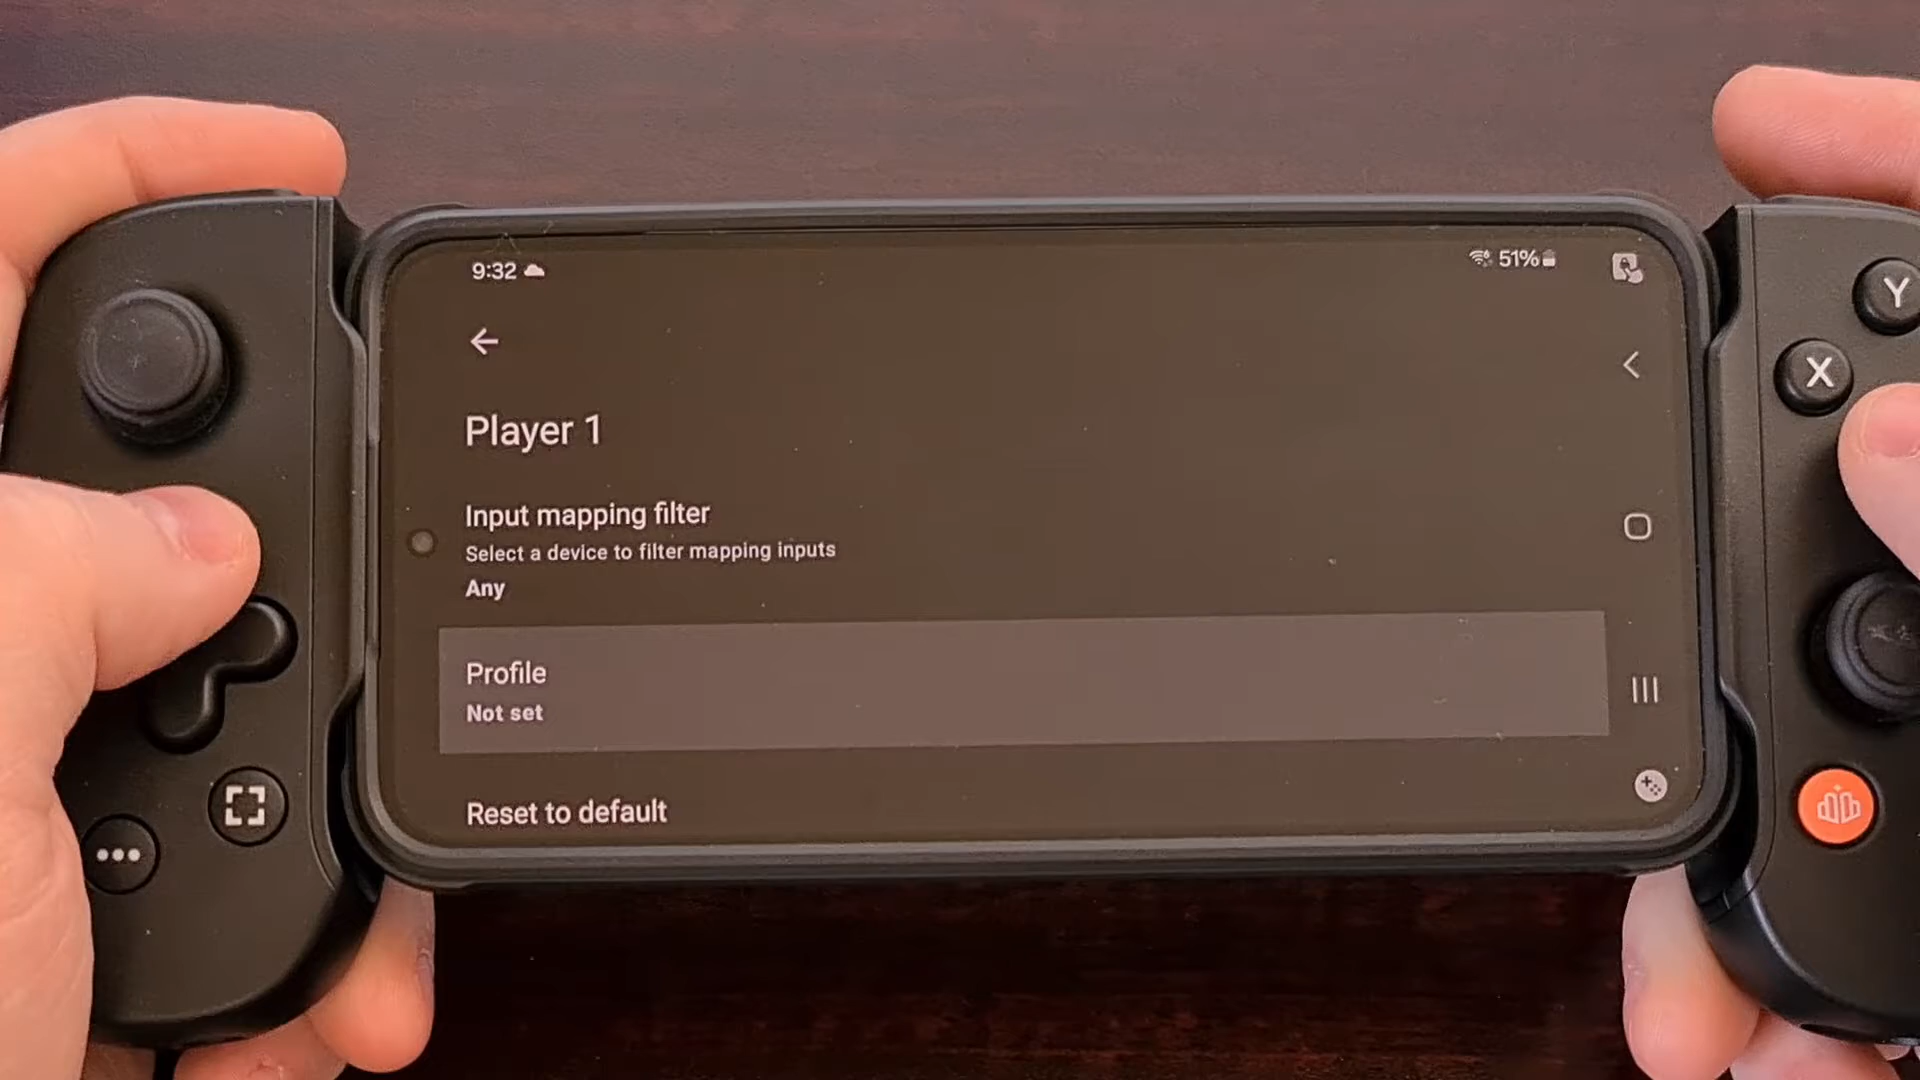 9:32
51%
Player 1
Input mapping filter
Select a device to filter mapping inputs
Any
Profile
Not set
Reset to default
Y
X